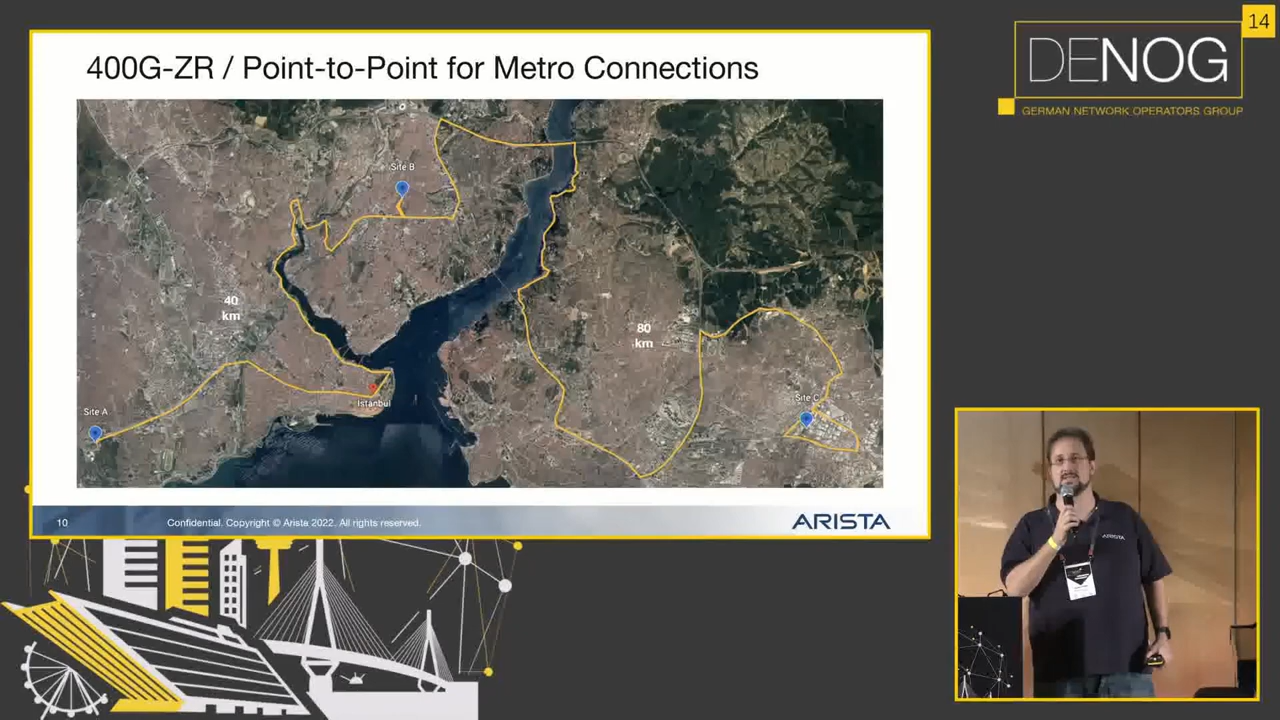 400G-ZR / Point-to-Point for Metro Connections
14
DENOG
GERMAN NETWORK OPERATORS GROUP
Site B
40
km
80
km
Site A
Istanbul
Site C
10
Confidential. Copyright © Arista 2022. All rights reserved.
ARISTA
ARISTA